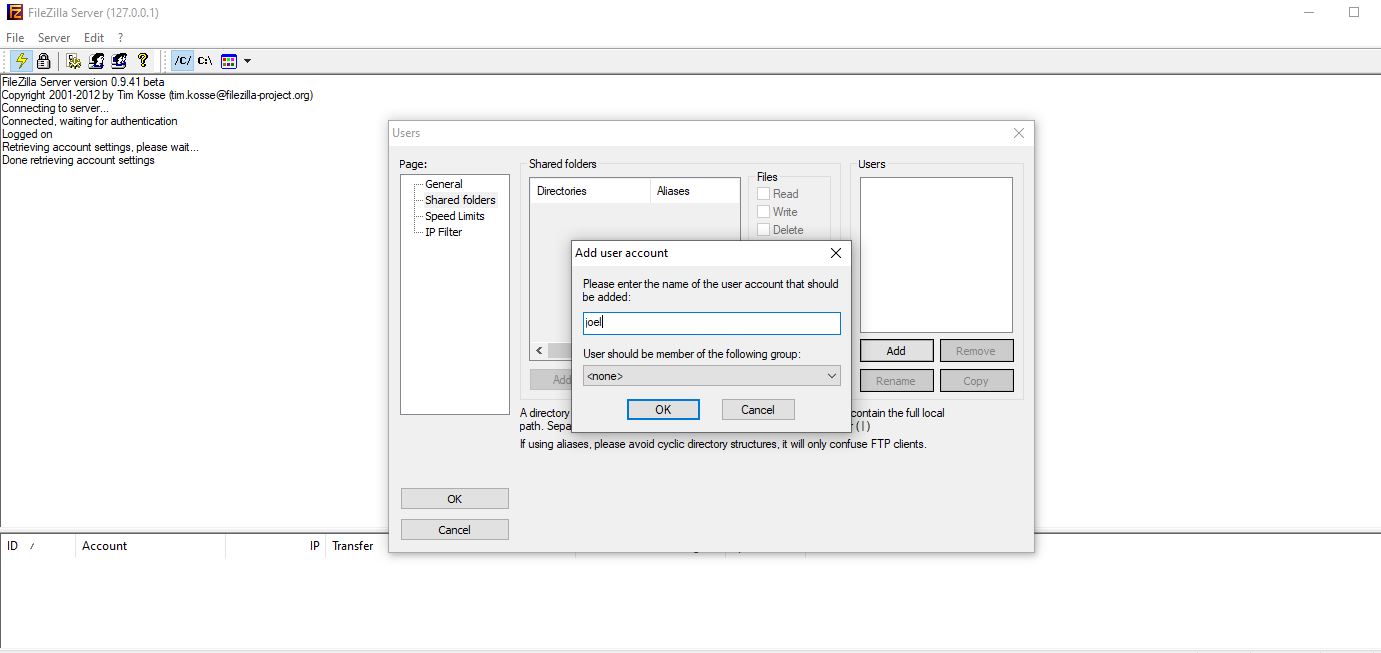 FileZilla Server (127.0.0.1)
File Server Edit ?
/C/ C:\
FileZilla Server version 0.9.41 beta
Copyright 2001-2012 by Tim Kosse (tim.kosse@filezilla-project.org)
Connecting to server...
Connected, waiting for authentication
Logged on
Retrieving account settings, please wait...
Done retrieving account settings
Users
Page:
General
Shared folders
Speed Limits
IP Filter
OK
Cancel
Shared folders
Directories Aliases
Files
Read
Write
Delete
Add
A directory contain the full local
path. (|)
If using aliases, please avoid cyclic directory structures, it will only confuse FTP clients.
Users
Add Remove
Rename Copy
Add user account
Please enter the name of the user account that should
be added:
joel
User should be member of the following group:
<none>
OK Cancel
ID / Account IP Transfer